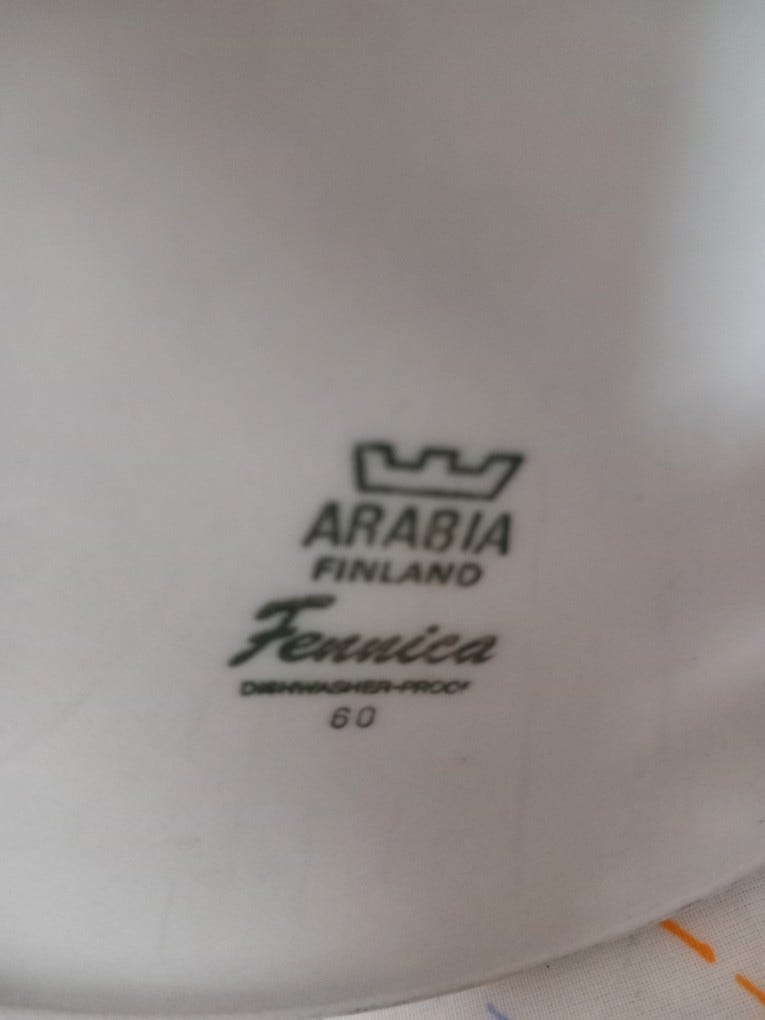 ARABIA
FINLAND
Fennica
DISHWASHER-PROOF
60